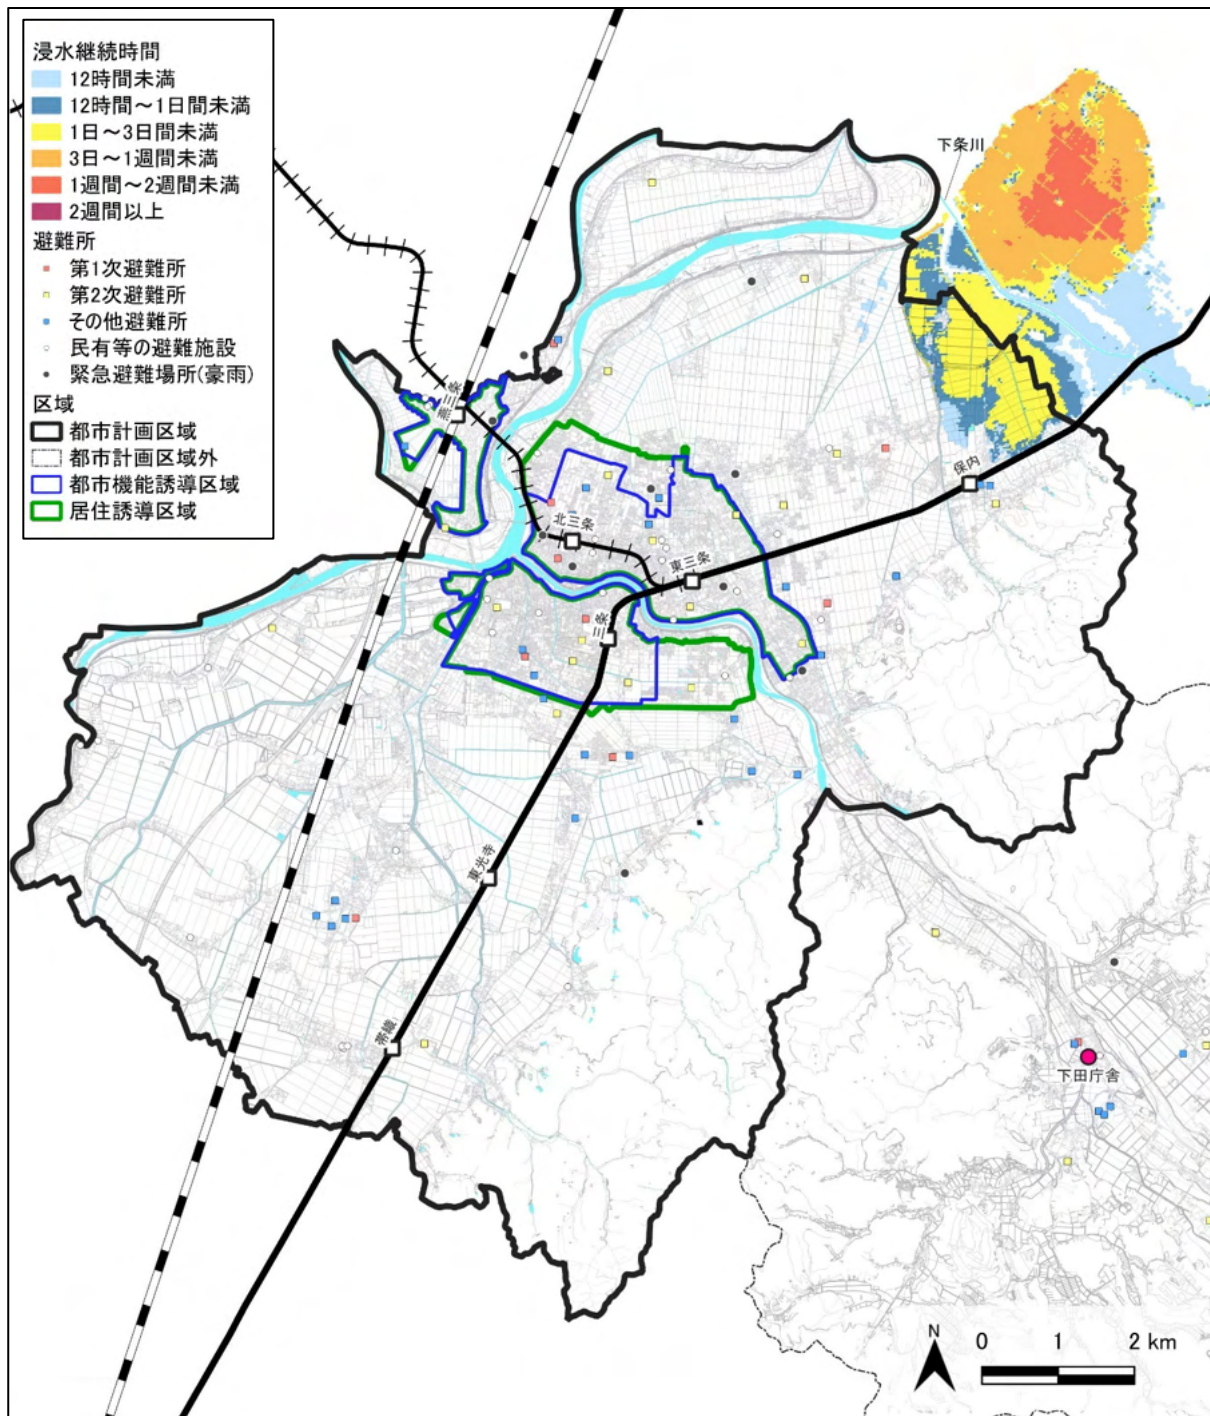 浸水継続時間
12時間未満
12時間～1日間未満
1日～3日間未満
3日～1週間未満
1週間～2週間未満
2週間以上
避難所
第1次避難所
第2次避難所
その他避難所
民有等の避難施設
緊急避難場所(豪雨)
区域
都市計画区域
都市計画区域外
都市機能誘導区域
居住誘導区域
下条川
燕三条
保内
北三条
東三条
三条
東光寺
帯織
下田庁舎
N
0 1 2 km